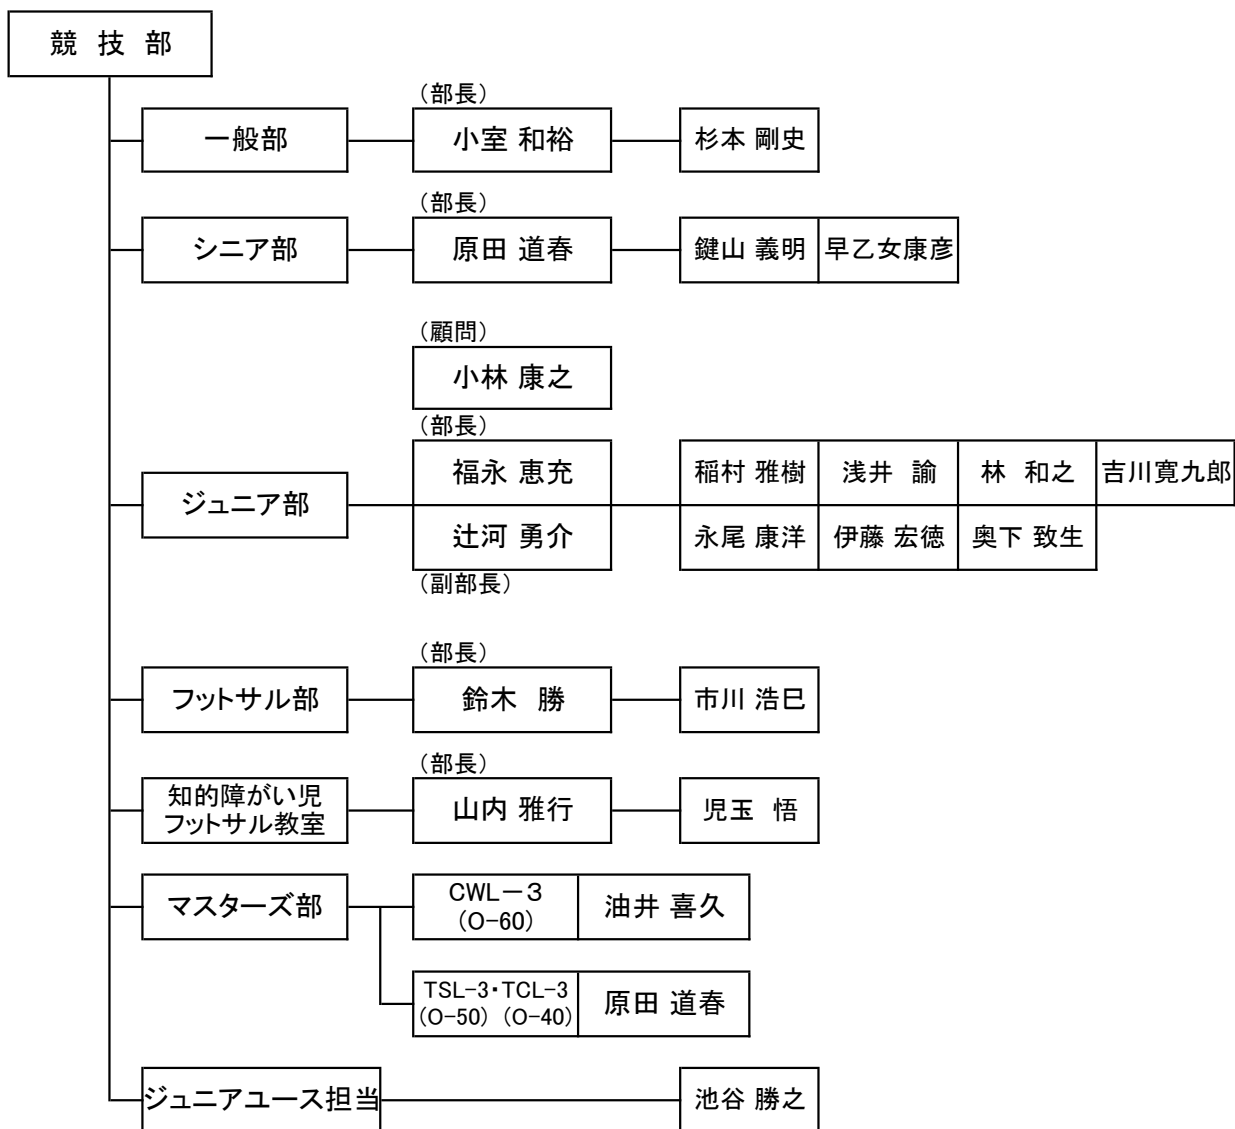 競 技 部
（部長）
一般部 小室 和裕 杉本 剛史
（部長）
シニア部 原田 道春 鍵山 義明 早乙女康彦
（顧問）
小林 康之
（部長）
福永 恵充 稲村 雅樹 浅井 諭 林 和之 吉川寛九郎
ジュニア部
辻河 勇介 永尾 康洋 伊藤 宏徳 奥下 致生
（副部長）
（部長）
フットサル部 鈴木 勝 市川 浩巳
（部長）
知的障がい児
フットサル教室
山内 雅行 児玉 悟
マスターズ部
CWL－3
（O-60）
油井 喜久
TSL-3・TCL-3
（O-50）（O-40）
原田 道春
ジュニアユース担当 池谷 勝之